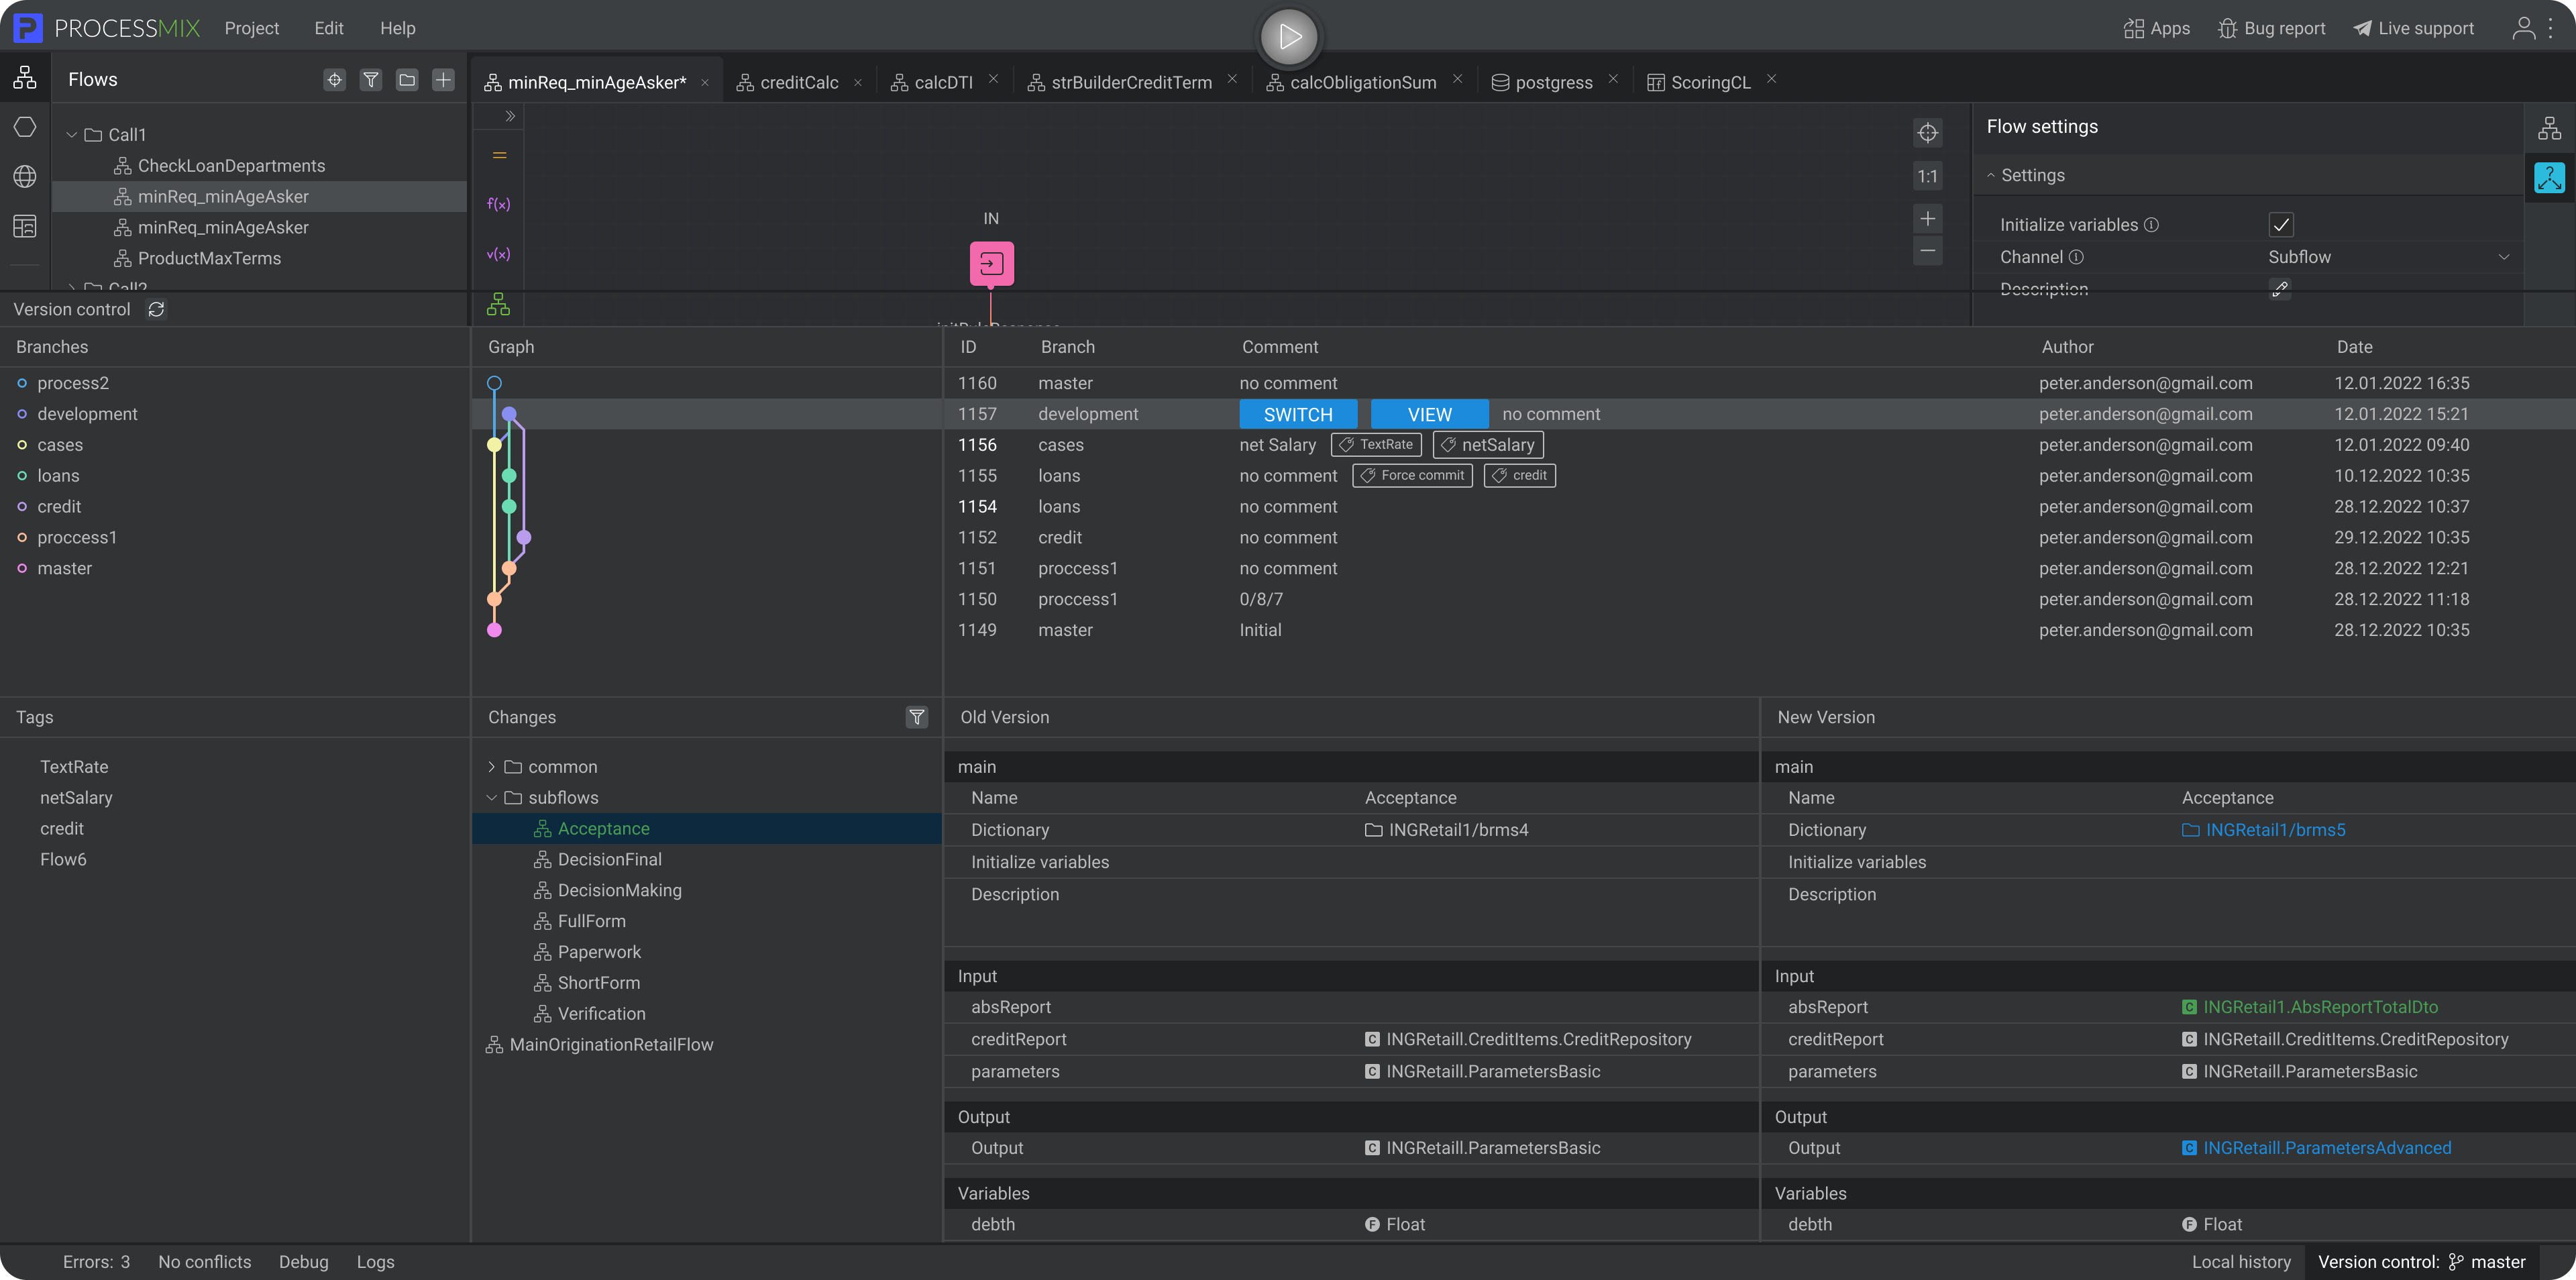 PROCESSMIX Project Edit Help Apps Bug report Live support
Flows
minReq_minAgeAsker* creditCalc calcDTI strBuilderCreditTerm calcObligationSum postgress ScoringCL
Call1
CheckLoanDepartments
minReq_minAgeAsker
minReq_minAgeAsker
ProductMaxTerms
Call2
f(x)
v(x)
IN
initRuleResponse
1:1
Flow settings
Settings
Initialize variables
Channel Subflow
Description
Version control
Branches
process2
development
cases
loans
credit
proccess1
master
Graph
ID Branch Comment Author Date
1160 master no comment peter.anderson@gmail.com 12.01.2022 16:35
1157 development SWITCH VIEW no comment peter.anderson@gmail.com 12.01.2022 15:21
1156 cases net Salary TextRate netSalary peter.anderson@gmail.com 12.01.2022 09:40
1155 loans no comment Force commit credit peter.anderson@gmail.com 10.12.2022 10:35
1154 loans no comment peter.anderson@gmail.com 28.12.2022 10:37
1152 credit no comment peter.anderson@gmail.com 29.12.2022 10:35
1151 proccess1 no comment peter.anderson@gmail.com 28.12.2022 12:21
1150 proccess1 0/8/7 peter.anderson@gmail.com 28.12.2022 11:18
1149 master Initial peter.anderson@gmail.com 28.12.2022 10:35
Tags
TextRate
netSalary
credit
Flow6
Changes
common
subflows
Acceptance
DecisionFinal
DecisionMaking
FullForm
Paperwork
ShortForm
Verification
MainOriginationRetailFlow
Old Version
main
Name Acceptance
Dictionary INGRetail1/brms4
Initialize variables
Description
Input
absReport
creditReport C INGRetaill.CreditItems.CreditRepository
parameters C INGRetaill.ParametersBasic
Output
Output C INGRetaill.ParametersBasic
Variables
debth F Float
New Version
main
Name Acceptance
Dictionary INGRetail1/brms5
Initialize variables
Description
Input
absReport C INGRetail1.AbsReportTotalDto
creditReport C INGRetaill.CreditItems.CreditRepository
parameters C INGRetaill.ParametersBasic
Output
Output C INGRetaill.ParametersAdvanced
Variables
debth F Float
Errors: 3 No conflicts Debug Logs Local history Version control: master